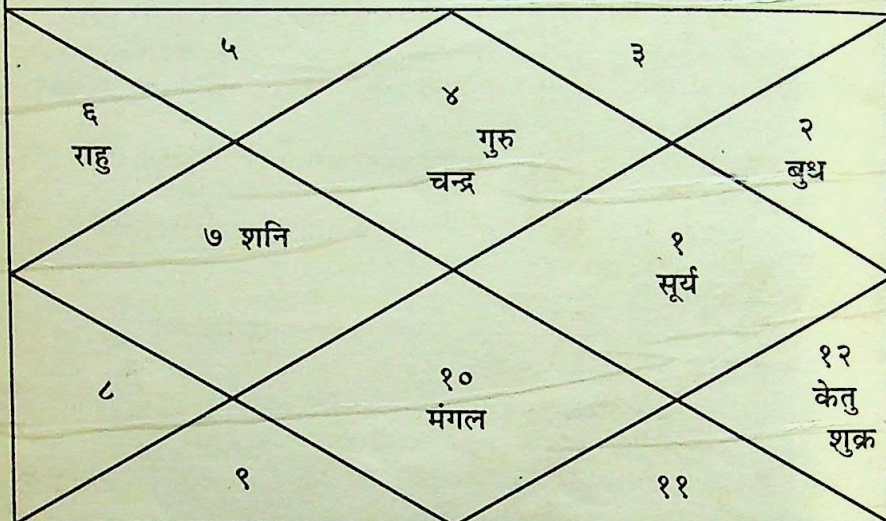 ५
३
४
गुरु
चन्द्र
६
राहु
२
बुध
७ शनि
१
सूर्य
८
१०
मंगल
१२
केतु
शुक्र
९
११